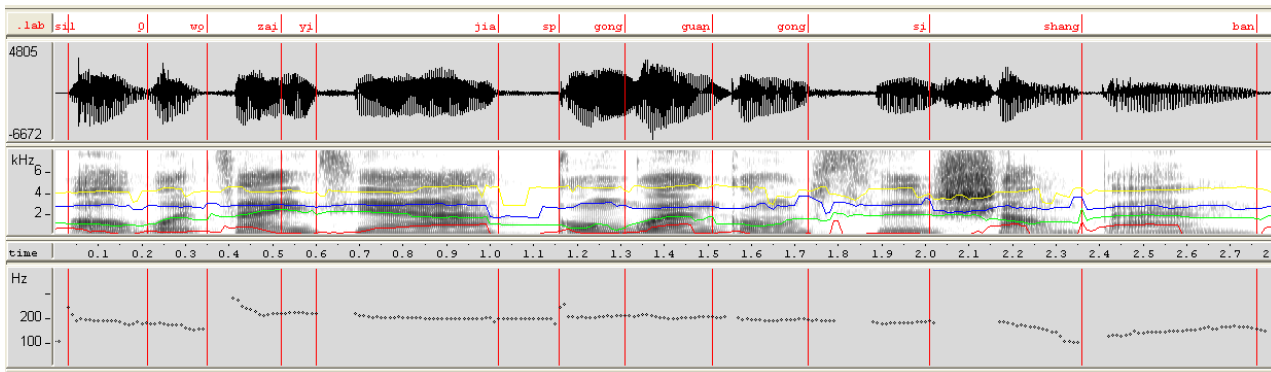 .lab sil O wo zai yi jia sp gong guan gong si shang ban
4805
-6672
kHz
6
4
2
time 0.1 0.2 0.3 0.4 0.5 0.6 0.7 0.8 0.9 1.0 1.1 1.2 1.3 1.4 1.5 1.6 1.7 1.8 1.9 2.0 2.1 2.2 2.3 2.4 2.5 2.6 2.7 2
Hz
200
100